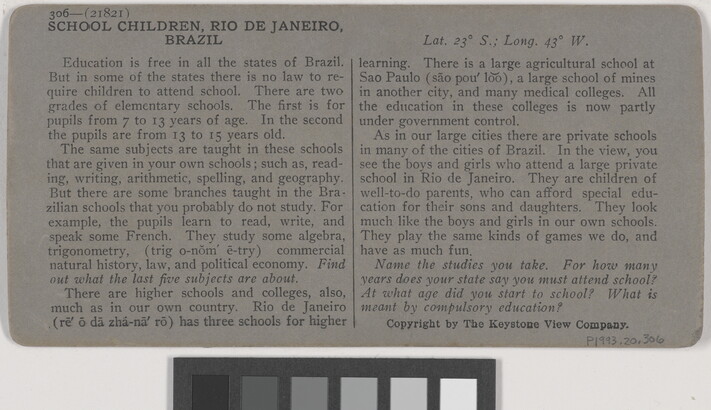 306—(21821)
SCHOOL CHILDREN, RIO DE JANEIRO,
BRAZIL
Education is free in all the states of Brazil.
But in some of the states there is no law to re-
quire children to attend school. There are two
grades of elementary schools. The first is for
pupils from 7 to 13 years of age. In the second
the pupils are from 13 to 15 years old.
The same subjects are taught in these schools
that are given in your own schools; such as, read-
ing, writing, arithmetic, spelling, and geography.
But there are some branches taught in the Bra-
zilian schools that you probably do not study. For
example, the pupils learn to read, write, and
speak some French. They study some algebra,
trigonometry, (trig o-nŏm′ ē-try) commercial
natural history, law, and political economy. Find
out what the last five subjects are about.
There are higher schools and colleges, also,
much as in our own country. Rio de Janeiro
(rē′ ō dä zhá-nā′ rō) has three schools for higher
Lat. 23° S.; Long. 43° W.
learning. There is a large agricultural school at
Sao Paulo (são pou′ lo͝o), a large school of mines
in another city, and many medical colleges. All
the education in these colleges is now partly
under government control.
As in our large cities there are private schools
in many of the cities of Brazil. In the view, you
see the boys and girls who attend a large private
school in Rio de Janeiro. They are children of
well-to-do parents, who can afford special edu-
cation for their sons and daughters. They look
much like the boys and girls in our own schools.
They play the same kinds of games we do, and
have as much fun.
Name the studies you take. For how many
years does your state say you must attend school?
At what age did you start to school? What is
meant by compulsory education?
Copyright by The Keystone View Company.
P1993.20.306